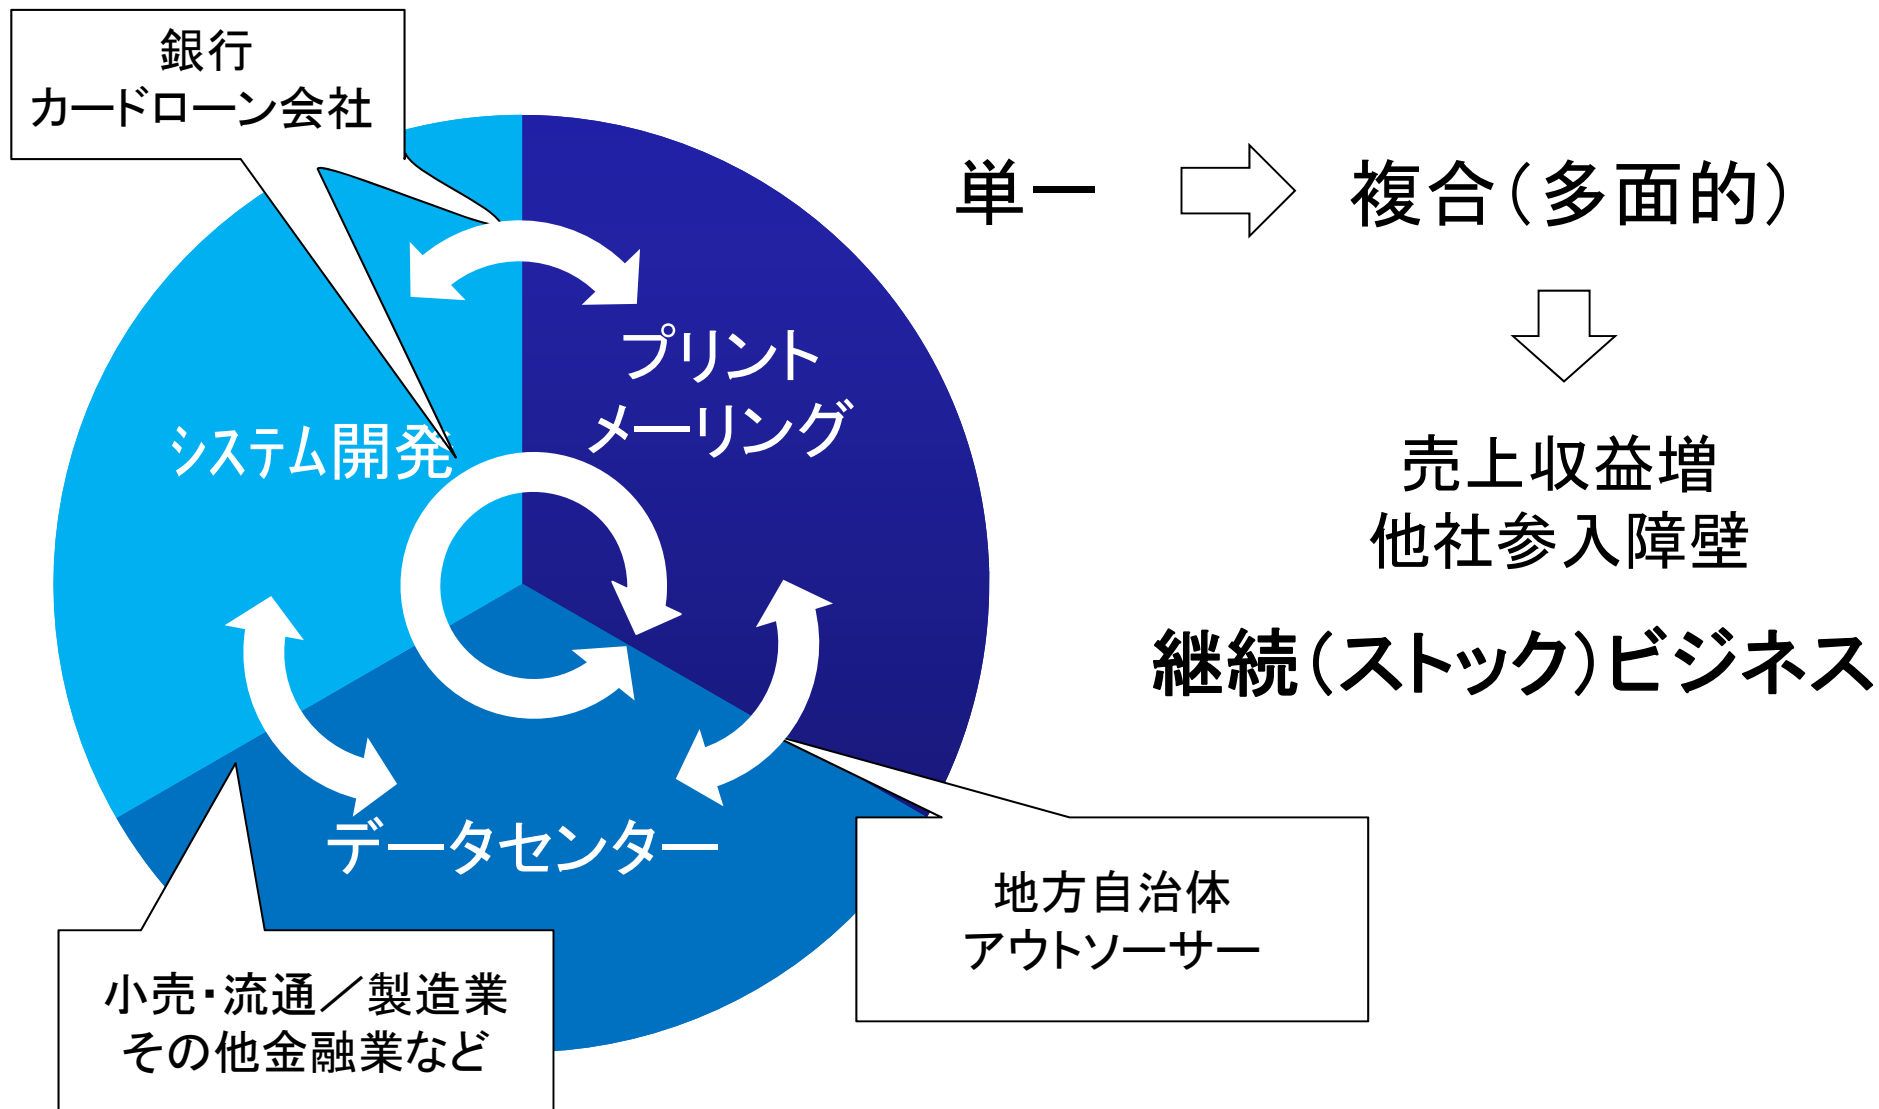 銀行
カードローン会社
単一
複合（多面的）
プリント
メーリング
システム開発
売上収益増
他社参入障壁
継続（ストック）ビジネス
データセンター
地方自治体
アウトソーサー
小売・流通／製造業
その他金融業など